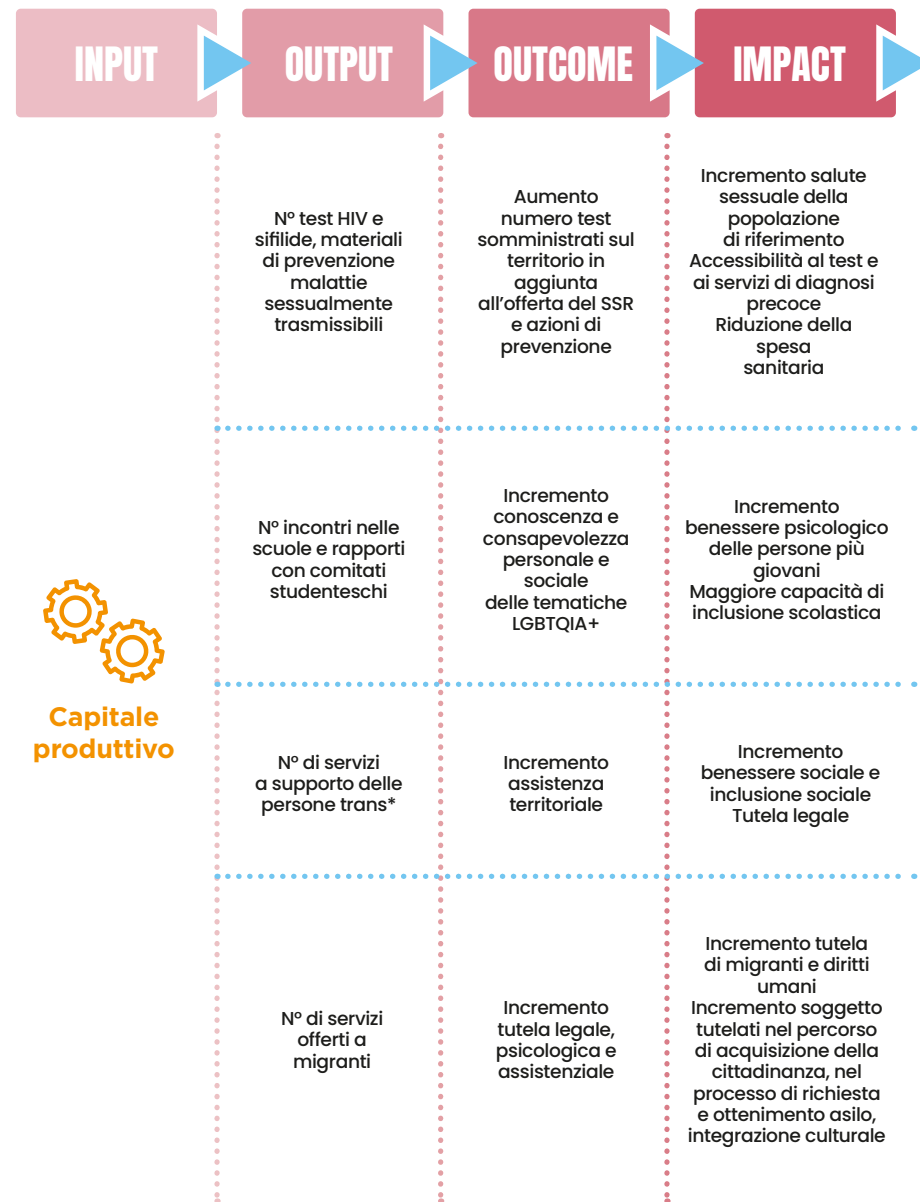 INPUT
OUTPUT
OUTCOME
IMPACT
N° test HIV e
sifilide, materiali
di prevenzione
malattie
sessualmente
trasmissibili
Aumento
numero test
somministrati sul
territorio in
aggiunta
all’offerta del SSR
e azioni di
prevenzione
Incremento salute
sessuale della
popolazione
di riferimento
Accessibilità al test e
ai servizi di diagnosi
precoce
Riduzione della
spesa
sanitaria
Capitale
produttivo
N° incontri nelle
scuole e rapporti
con comitati
studenteschi
Incremento
conoscenza e
consapevolezza
personale e
sociale
delle tematiche
LGBTQIA+
Incremento
benessere psicologico
delle persone più
giovani
Maggiore capacità di
inclusione scolastica
N° di servizi
a supporto delle
persone trans*
Incremento
assistenza
territoriale
Incremento
benessere sociale e
inclusione sociale
Tutela legale
N° di servizi
offerti a
migranti
Incremento
tutela legale,
psicologica e
assistenziale
Incremento tutela
di migranti e diritti
umani
Incremento soggetto
tutelati nel percorso
di acquisizione della
cittadinanza, nel
processo di richiesta
e ottenimento asilo,
integrazione culturale